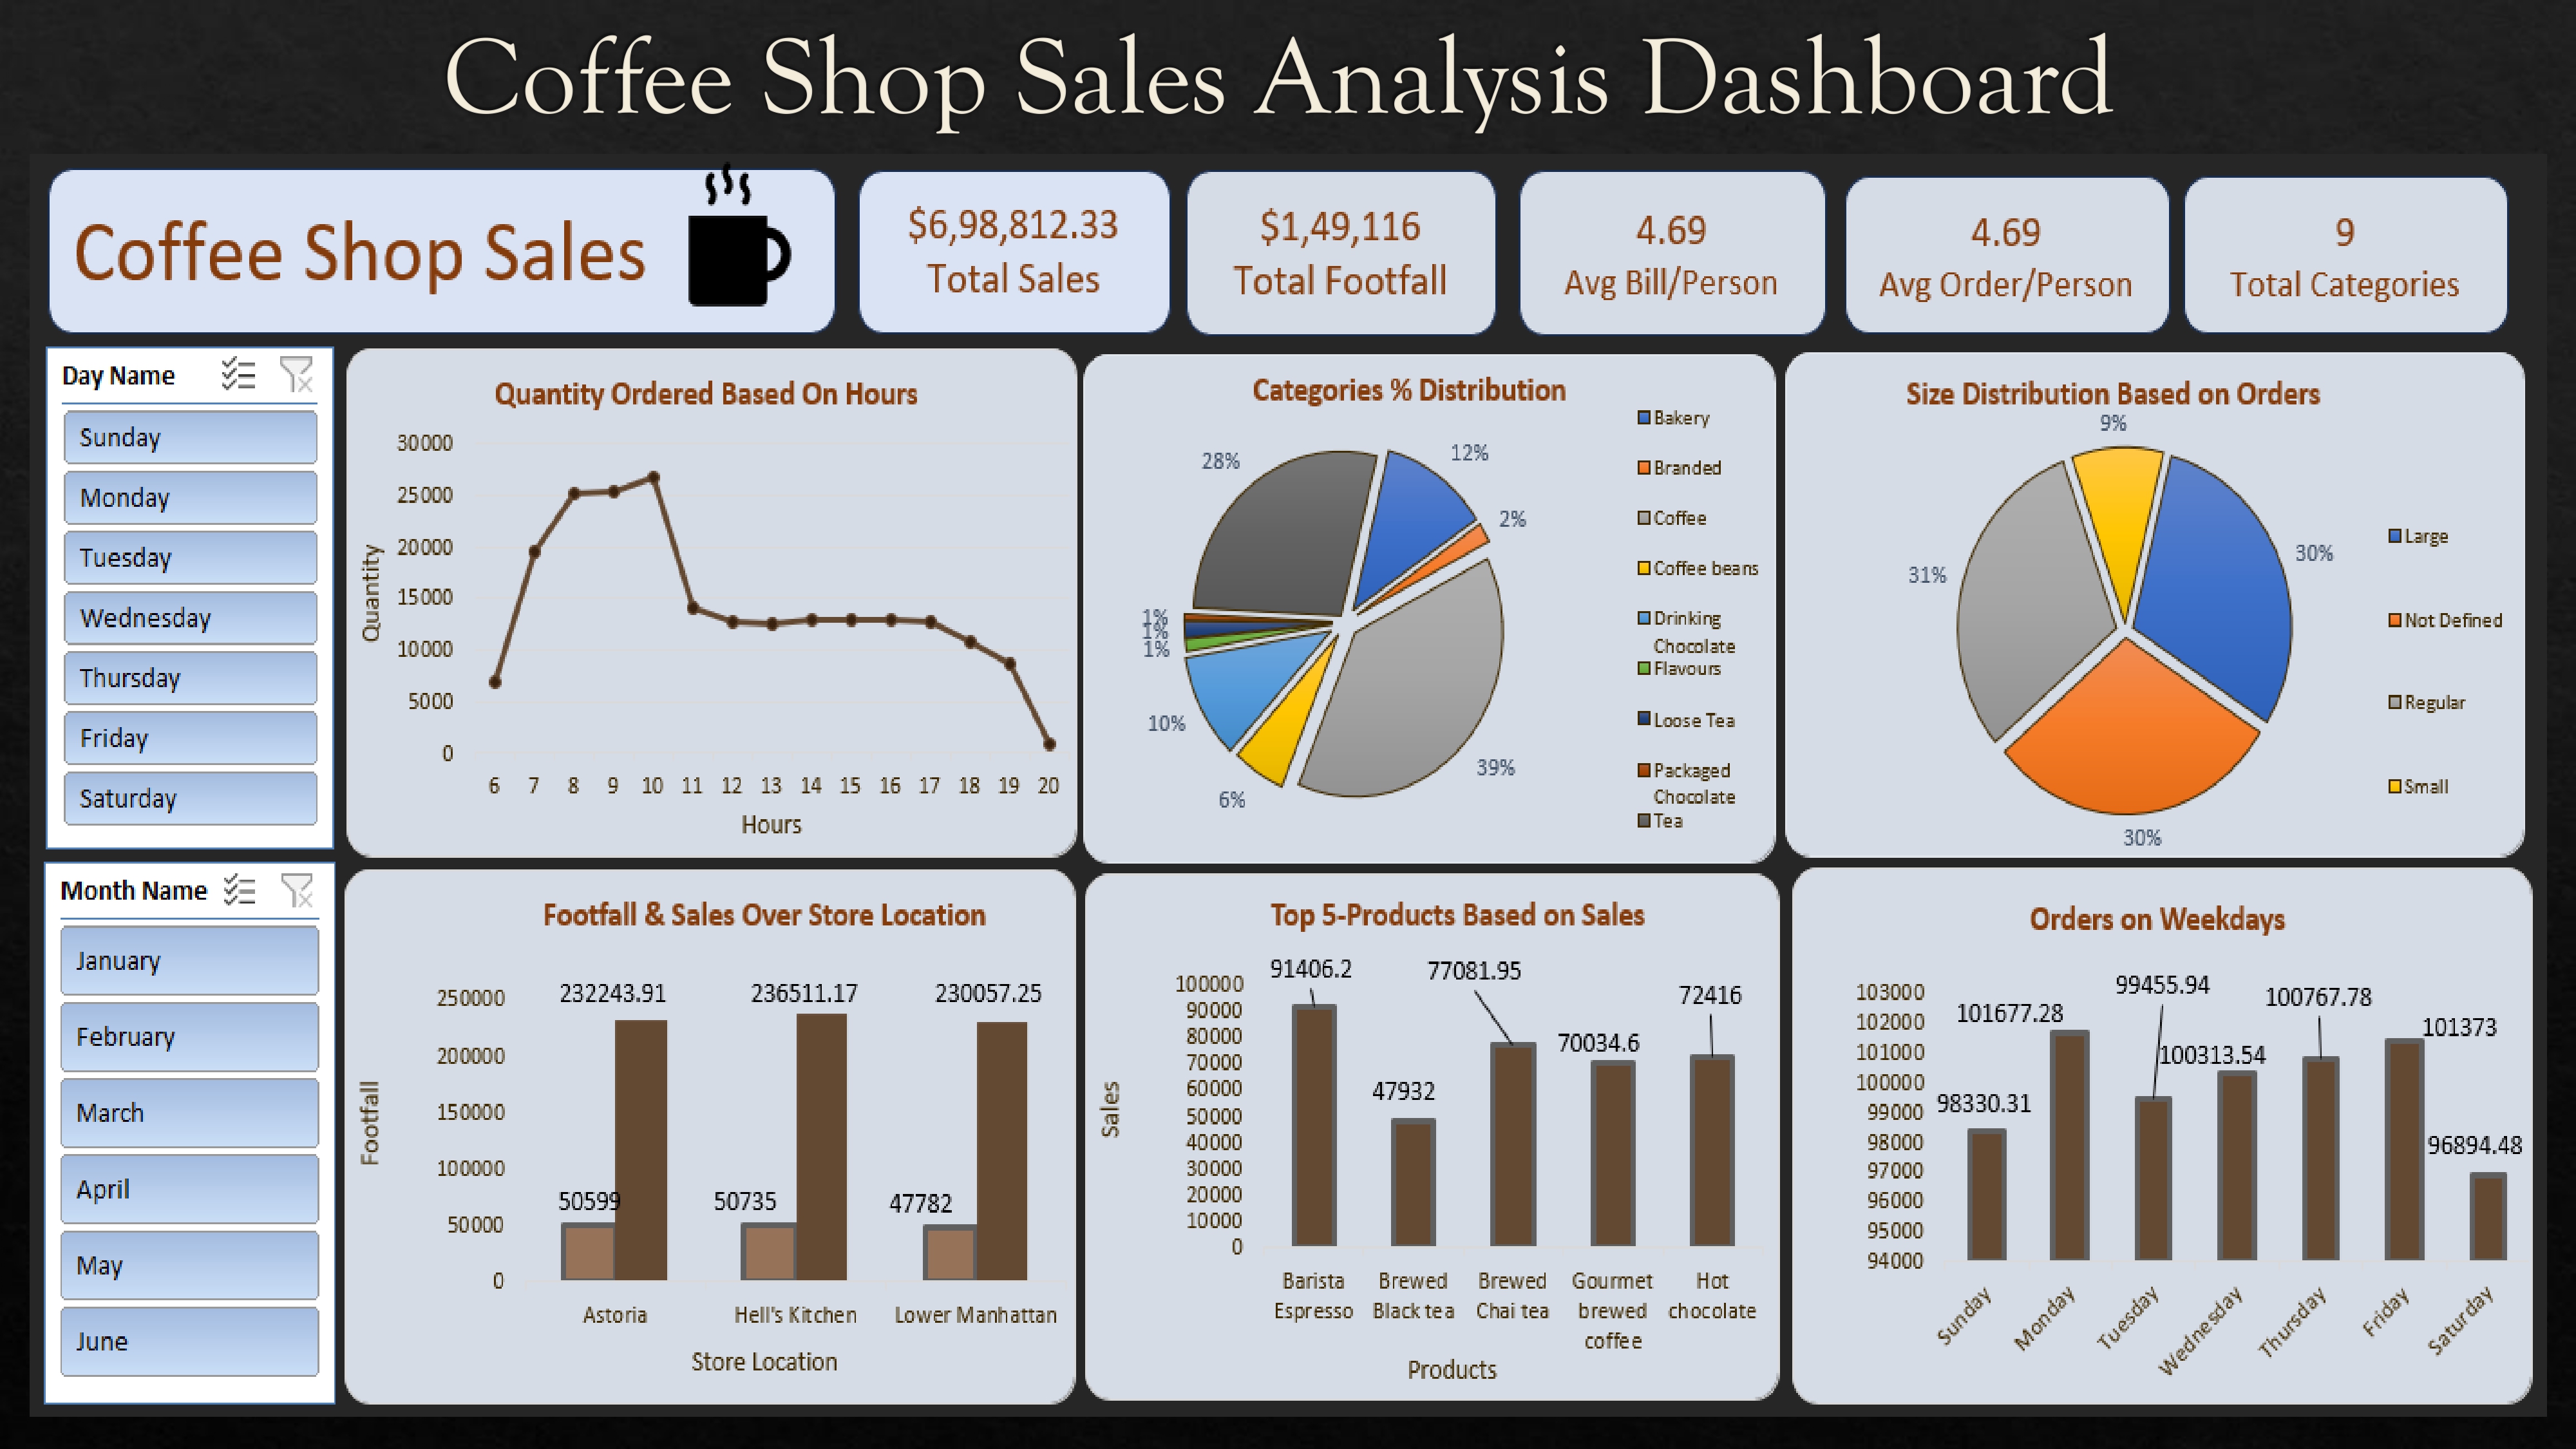 Coffee Shop Sales Analysis Dashboard
Coffee Shop Sales
$6,98,812.33
Total Sales
$1,49,116
Total Footfall
4.69
Avg Bill/Person
4.69
Avg Order/Person
9
Total Categories
Day Name
Sunday
Monday
Tuesday
Wednesday
Thursday
Friday
Saturday
Quantity Ordered Based On Hours
30000
25000
20000
15000
10000
5000
0
Quantity
6 7 8 9 10 11 12 13 14 15 16 17 18 19 20
Hours
Categories % Distribution
28%
12%
2%
1%
1%
1%
10%
6%
39%
Bakery
Branded
Coffee
Coffee beans
Drinking
Chocolate
Flavours
Loose Tea
Packaged
Chocolate
Tea
Size Distribution Based on Orders
9%
30%
31%
30%
Large
Not Defined
Regular
Small
Month Name
January
February
March
April
May
June
Footfall & Sales Over Store Location
250000
200000
150000
100000
50000
0
Footfall
232243.91
236511.17
230057.25
50599
50735
47782
Astoria
Hell's Kitchen
Lower Manhattan
Store Location
Top 5-Products Based on Sales
100000
90000
80000
70000
60000
50000
40000
30000
20000
10000
0
Sales
91406.2
47932
77081.95
70034.6
72416
Barista
Espresso
Brewed
Black tea
Brewed
Chai tea
Gourmet
brewed
coffee
Hot
chocolate
Products
Orders on Weekdays
103000
102000
101000
100000
99000
98000
97000
96000
95000
94000
98330.31
101677.28
99455.94
100313.54
100767.78
101373
96894.48
Sunday
Monday
Tuesday
Wednesday
Thursday
Friday
Saturday